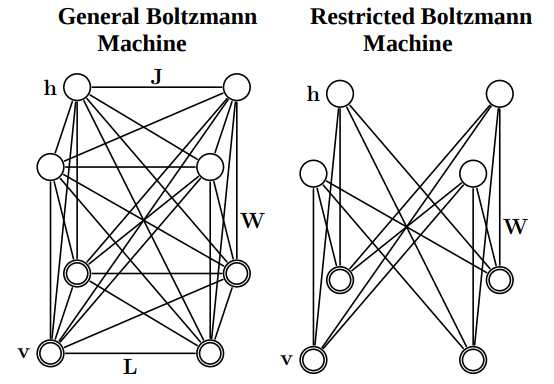 General Boltzmann
Machine
Restricted Boltzmann
Machine
h
J
W
v
L
h
W
v